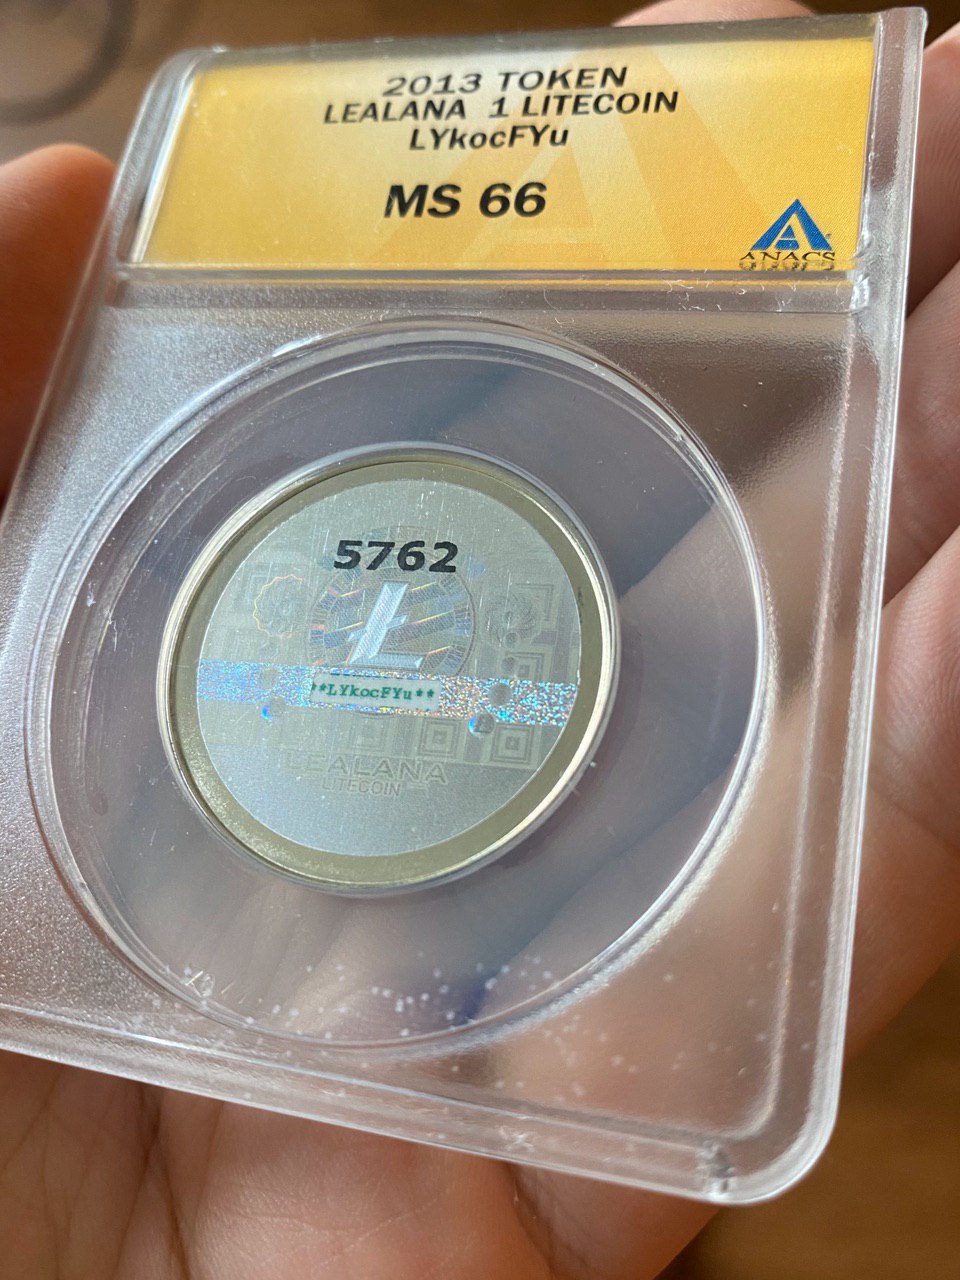 2013 TOKEN
LEALANA 1 LITECOIN
LYkocFYu
MS 66
ANACS
5762
**LYkocFYu**
LEALANA
LITECOIN